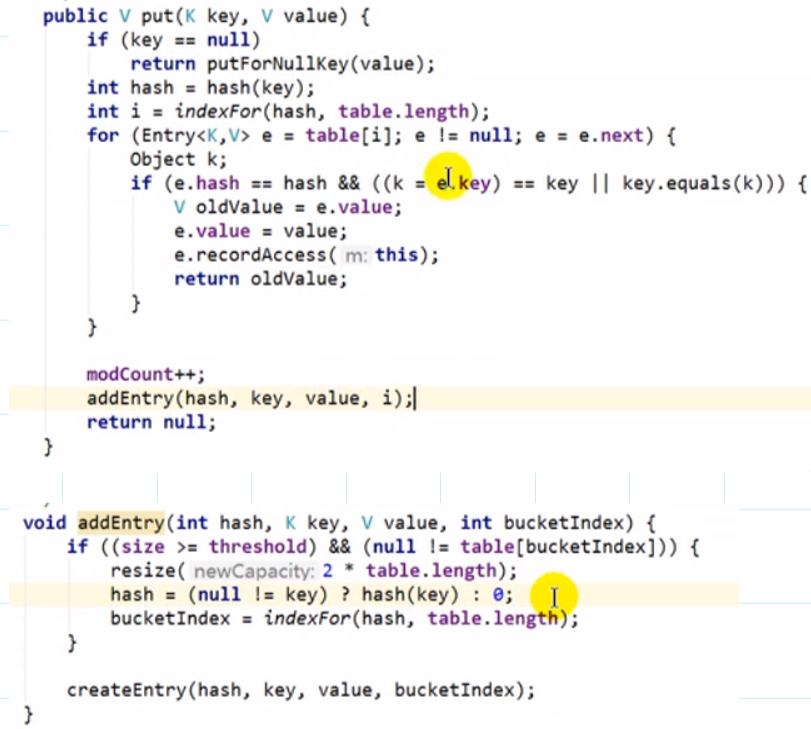 public V put(K key, V value) {
if (key == null)
return putForNullKey(value);
int hash = hash(key);
int i = indexFor(hash, table.length);
for (Entry<K,V> e = table[i]; e != null; e = e.next) {
Object k;
if (e.hash == hash && ((k = e.key) == key || key.equals(k))) {
V oldValue = e.value;
e.value = value;
e.recordAccess( m: this);
return oldValue;
}
}
modCount++;
addEntry(hash, key, value, i);
return null;
}
void addEntry(int hash, K key, V value, int bucketIndex) {
if ((size >= threshold) && (null != table[bucketIndex])) {
resize( newCapacity: 2 * table.length);
hash = (null != key) ? hash(key) : 0;
bucketIndex = indexFor(hash, table.length);
}
createEntry(hash, key, value, bucketIndex);
}